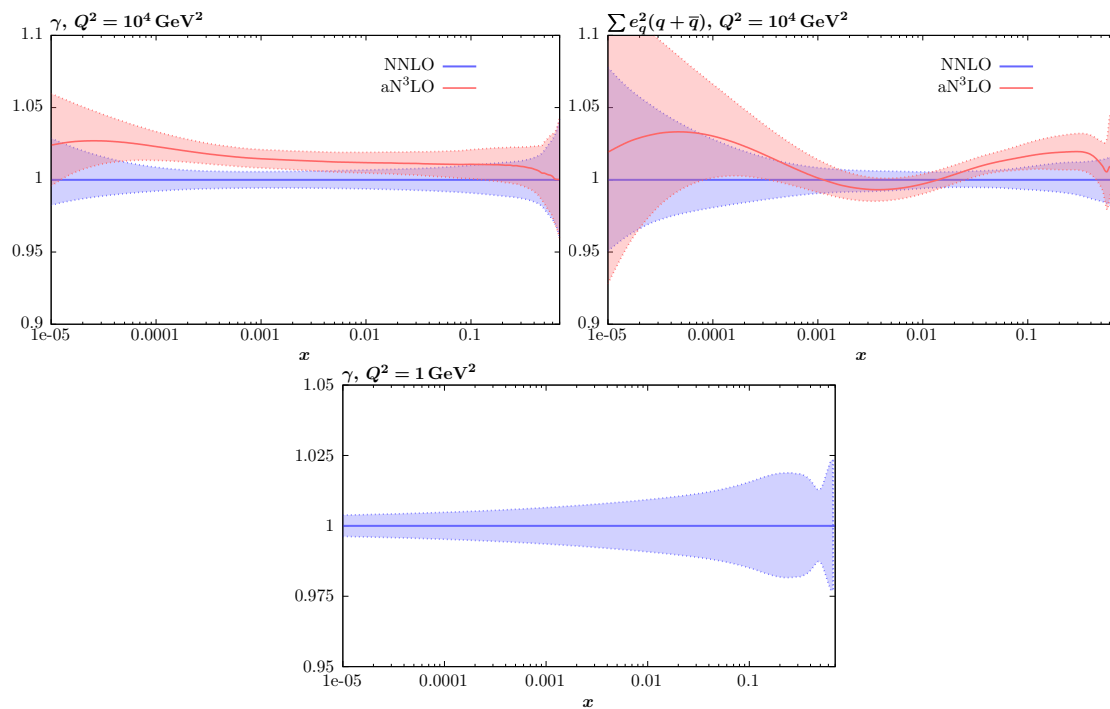 γ, Q² = 10⁴ GeV²
1.1
1.05
1
0.95
0.9
1e-05
0.0001
0.001
0.01
0.1
x
NNLO
aN³LO
∑ e_q²(q + q̄), Q² = 10⁴ GeV²
1.1
1.05
1
0.95
0.9
1e-05
0.0001
0.001
0.01
0.1
x
NNLO
aN³LO
γ, Q² = 1 GeV²
1.05
1.025
1
0.975
0.95
1e-05
0.0001
0.001
0.01
0.1
x